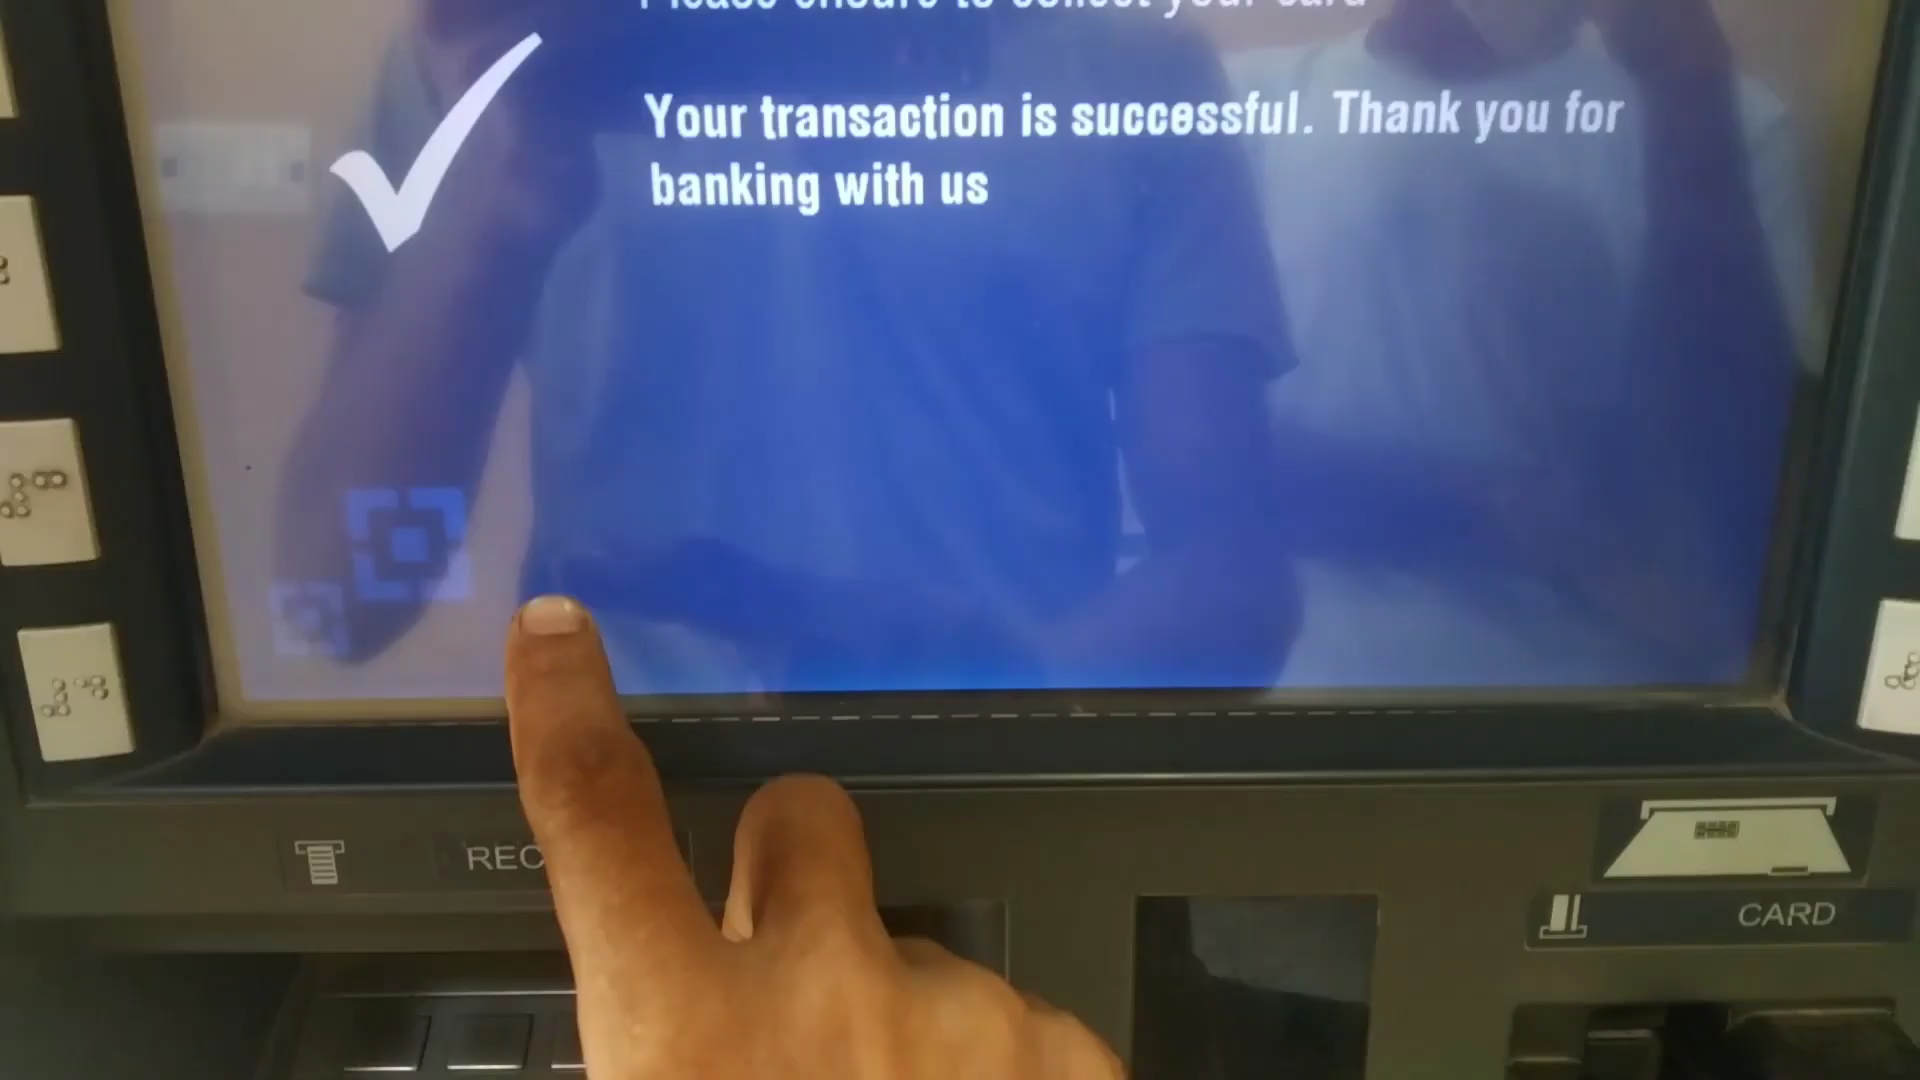 Please ensure to collect your card
Your transaction is successful. Thank you for
banking with us
REC
CARD